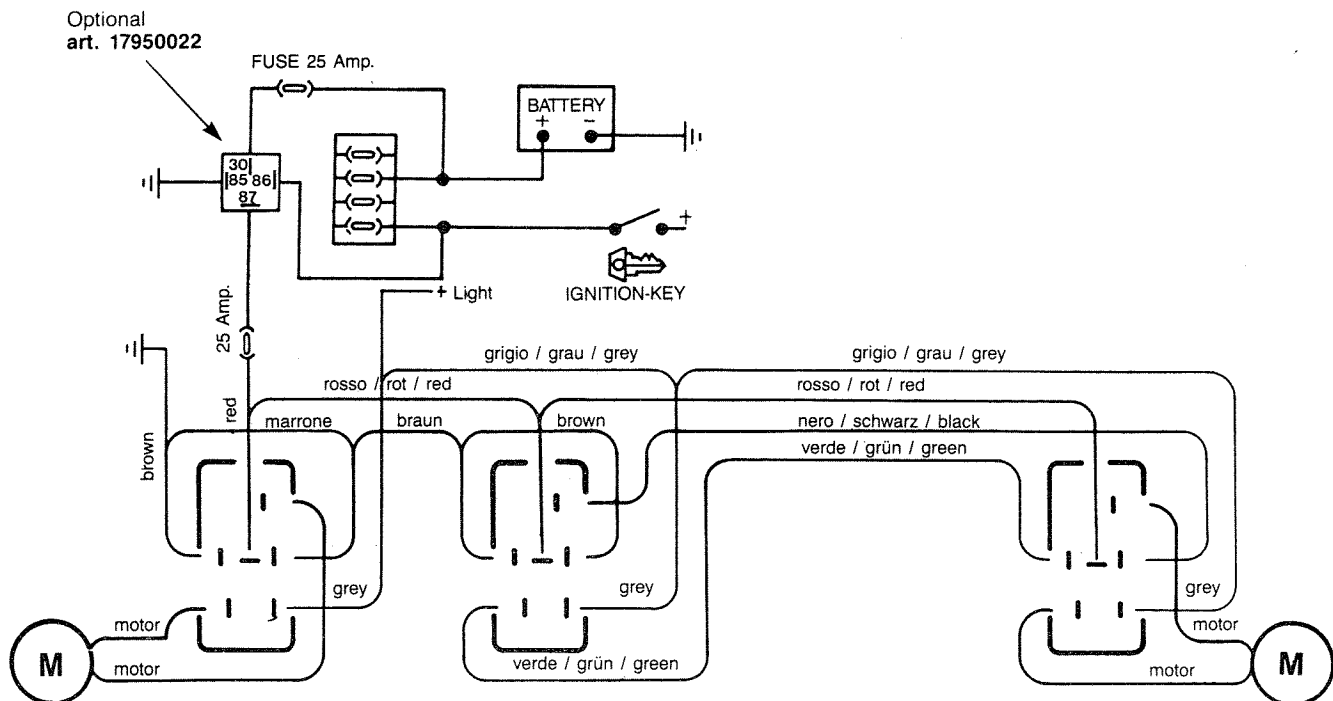 Optional
art. 17950022
FUSE 25 Amp.
BATTERY
+ -
30
85 86
87
+
IGNITION-KEY
+ Light
25 Amp.
red
brown
grigio / grau / grey
grigio / grau / grey
rosso / rot / red
rosso / rot / red
marrone
braun
brown
nero / schwarz / black
verde / grün / green
grey
grey
grey
motor
motor
M
verde / grün / green
motor
motor
M